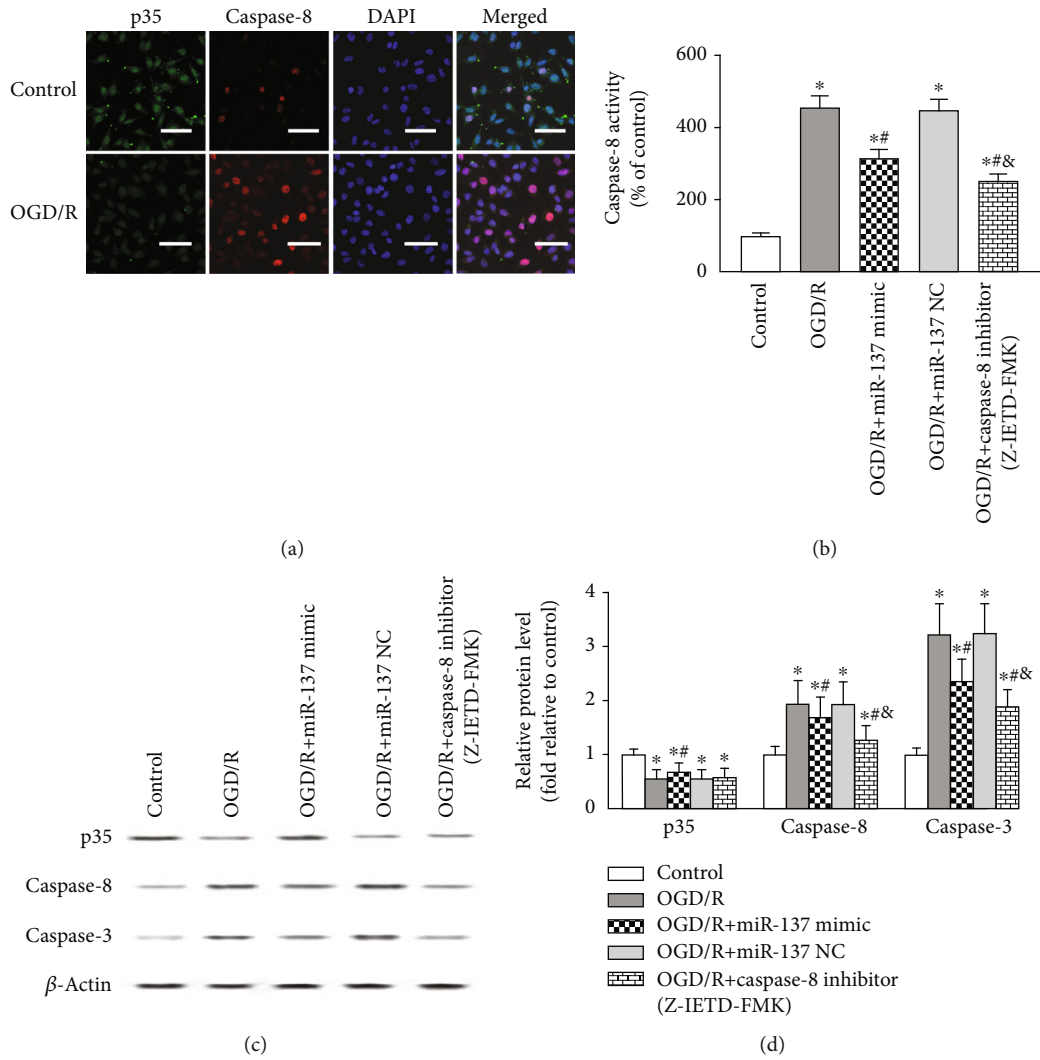 p35 Caspase-8 DAPI Merged
Control
OGD/R
(a)
Caspase-8 activity
(% of control)
600
400
200
0
*
*#
*
*#&
Control
OGD/R
OGD/R+miR-137 mimic
OGD/R+miR-137 NC
OGD/R+caspase-8 inhibitor
(Z-IETD-FMK)
(b)
Control
OGD/R
OGD/R+miR-137 mimic
OGD/R+miR-137 NC
OGD/R+caspase-8 inhibitor
(Z-IETD-FMK)
p35
Caspase-8
Caspase-3
β-Actin
(c)
Relative protein level
(fold relative to control)
4
3
2
1
0
* *# * *
* *# * *#&
* *# * *#&
p35 Caspase-8 Caspase-3
Control
OGD/R
OGD/R+miR-137 mimic
OGD/R+miR-137 NC
OGD/R+caspase-8 inhibitor
(Z-IETD-FMK)
(d)